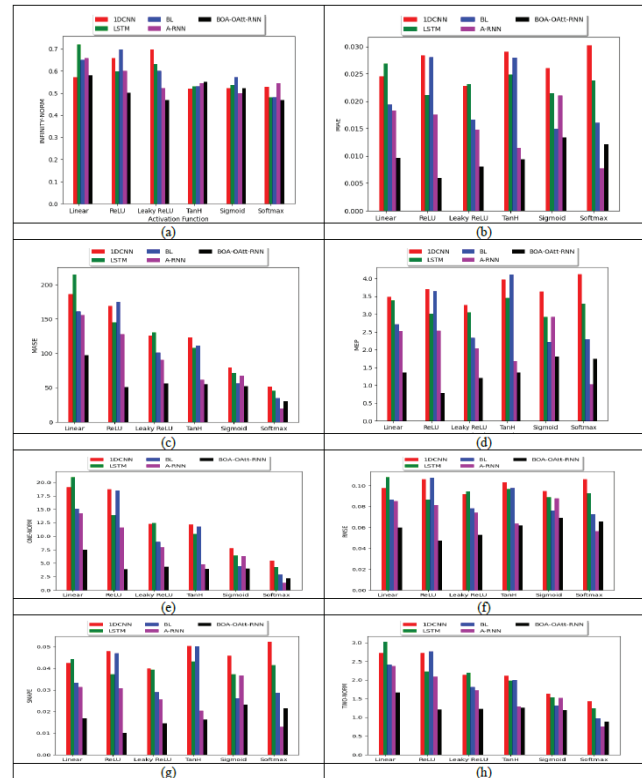 1DCNN BL BOA-OAtt-RNN
LSTM A-RNN
INFINITY-NORM
0.7
0.6
0.5
0.4
0.3
0.2
0.1
0.0
Linear ReLU Leaky ReLU TanH Sigmoid Softmax
Activation Function
(a)
1DCNN BL BOA-OAtt-RNN
LSTM A-RNN
MAE
0.030
0.025
0.020
0.015
0.010
0.005
0.000
Linear ReLU Leaky ReLU TanH Sigmoid Softmax
(b)
1DCNN BL BOA-OAtt-RNN
LSTM A-RNN
MASE
200
150
100
50
0
Linear ReLU Leaky ReLU TanH Sigmoid Softmax
(c)
1DCNN BL BOA-OAtt-RNN
LSTM A-RNN
MEP
4.0
3.5
3.0
2.5
2.0
1.5
1.0
0.5
0.0
Linear ReLU Leaky ReLU TanH Sigmoid Softmax
(d)
1DCNN BL BOA-OAtt-RNN
LSTM A-RNN
ONE-NORM
20.0
17.5
15.0
12.5
10.0
7.5
5.0
2.5
0.0
Linear ReLU Leaky ReLU TanH Sigmoid Softmax
(e)
1DCNN BL BOA-OAtt-RNN
LSTM A-RNN
RMSE
0.10
0.08
0.06
0.04
0.02
0.00
Linear ReLU Leaky ReLU TanH Sigmoid Softmax
(f)
1DCNN BL BOA-OAtt-RNN
LSTM A-RNN
SMAPE
0.05
0.04
0.03
0.02
0.01
0.00
Linear ReLU Leaky ReLU TanH Sigmoid Softmax
(g)
1DCNN BL BOA-OAtt-RNN
LSTM A-RNN
TWO-NORM
3.0
2.5
2.0
1.5
1.0
0.5
0.0
Linear ReLU Leaky ReLU TanH Sigmoid Softmax
(h)